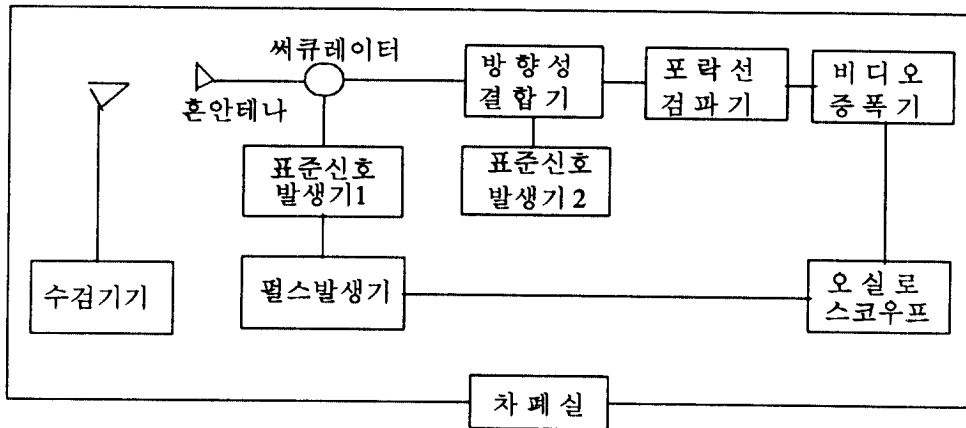 써큐레이터
혼안테나
방향성
결합기
포락선
검파기
비디오
증폭기
표준신호
발생기1
표준신호
발생기2
수검기기
펄스발생기
오실로
스코우프
차폐실